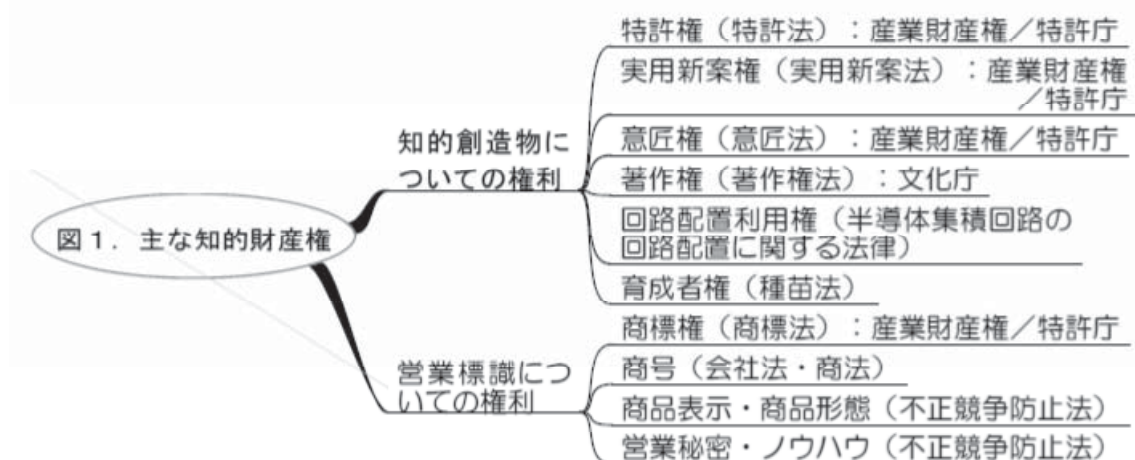 図1．主な知的財産権
知的創造物に
ついての権利
特許権（特許法）：産業財産権／特許庁
実用新案権（実用新案法）：産業財産権
／特許庁
意匠権（意匠法）：産業財産権／特許庁
著作権（著作権法）：文化庁
回路配置利用権（半導体集積回路の
回路配置に関する法律）
育成者権（種苗法）
営業標識につ
いての権利
商標権（商標法）：産業財産権／特許庁
商号（会社法・商法）
商品表示・商品形態（不正競争防止法）
営業秘密・ノウハウ（不正競争防止法）